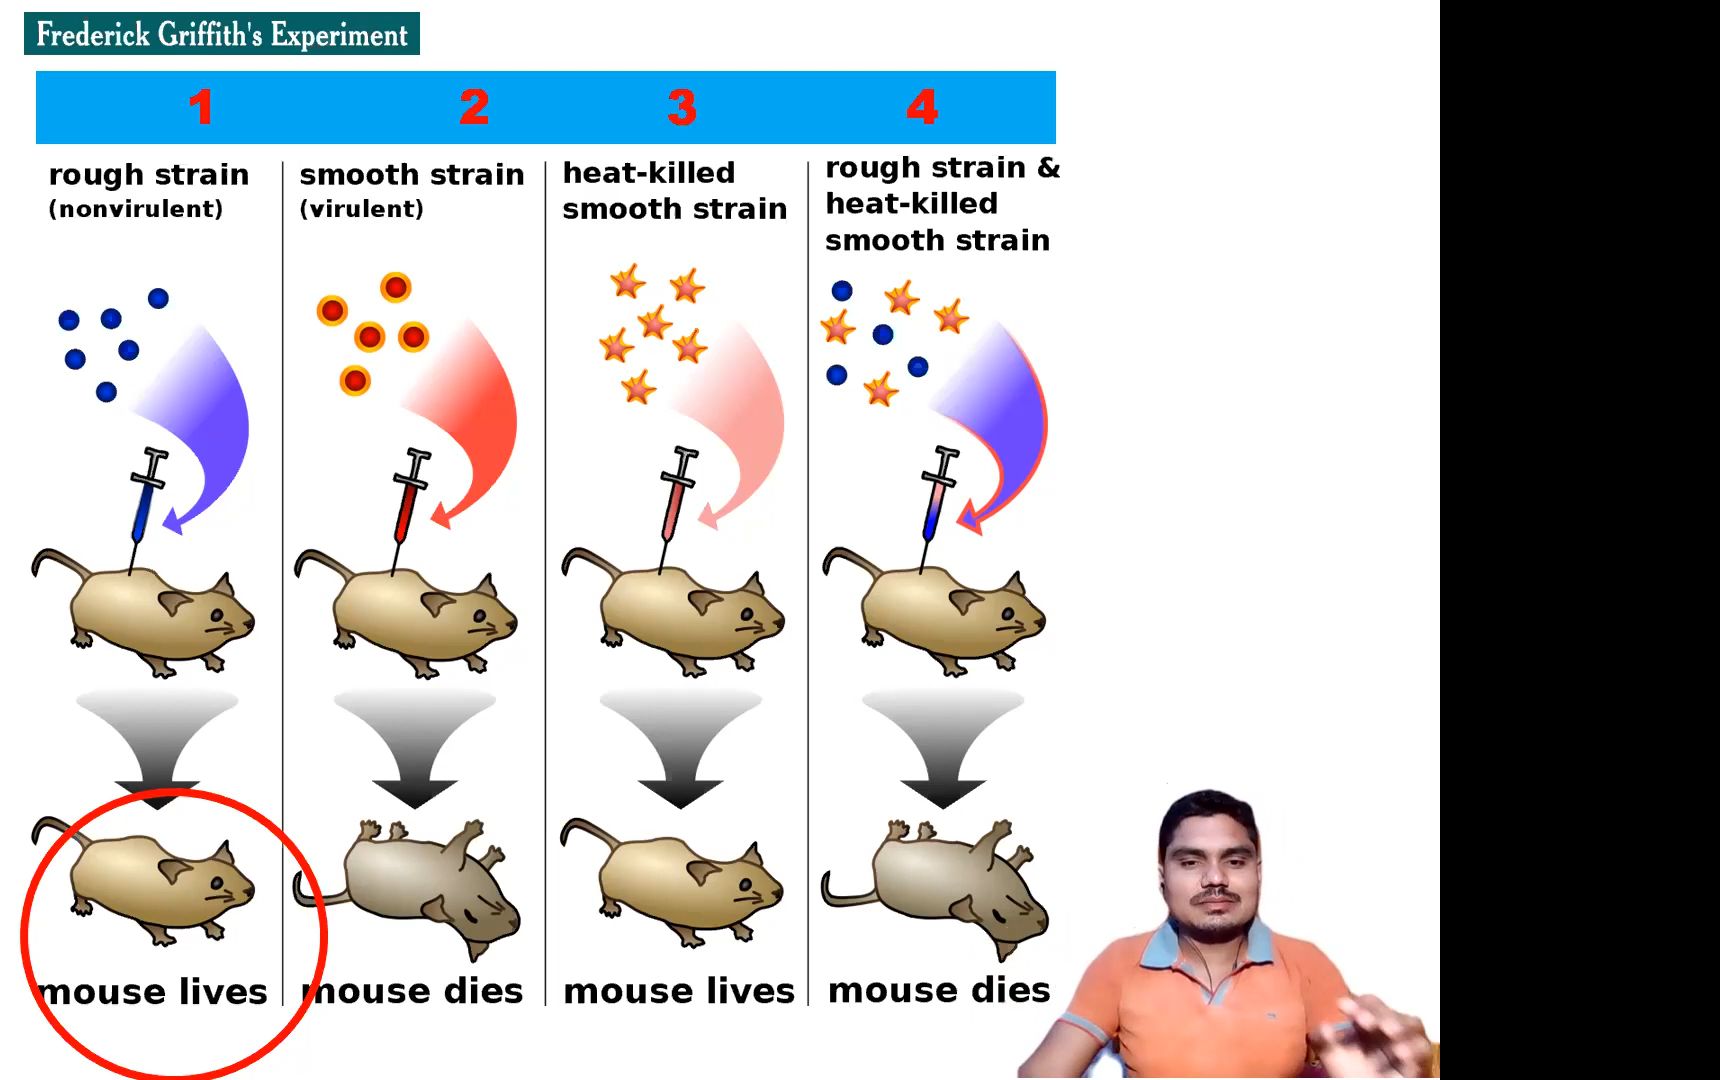 Frederick Griffith's Experiment
1 2 3 4
rough strain
(nonvirulent)
smooth strain
(virulent)
heat-killed
smooth strain
rough strain &
heat-killed
smooth strain
mouse lives
mouse dies
mouse lives
mouse dies